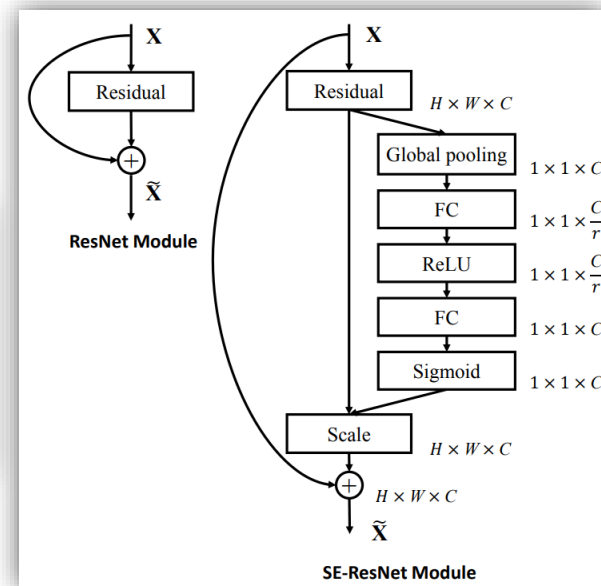 X
Residual
+
X̃
ResNet Module
X
Residual
H × W × C
Global pooling
1 × 1 × C
FC
1 × 1 × C/r
ReLU
1 × 1 × C/r
FC
1 × 1 × C
Sigmoid
1 × 1 × C
Scale
H × W × C
+
H × W × C
X̃
SE-ResNet Module